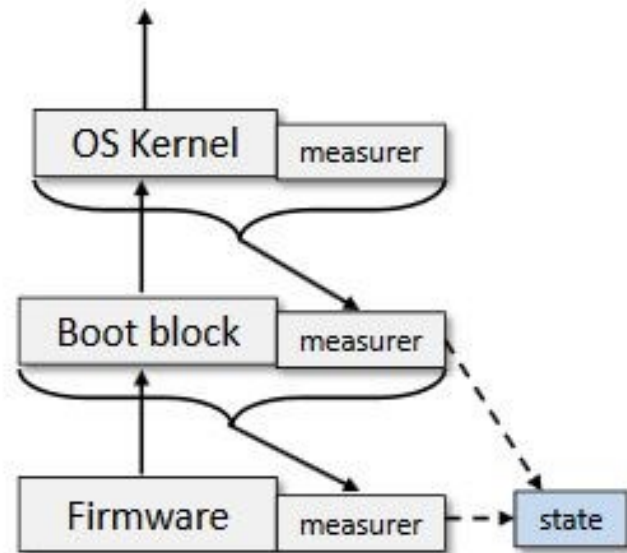 OS Kernel
measurer
Boot block
measurer
Firmware
measurer
state